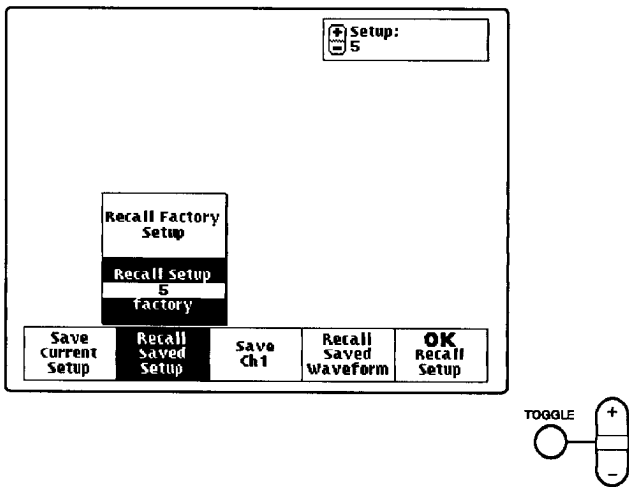 Setup:
5
Recall Factory
Setup
Recall Setup
5
factory
Save
Current
Setup
Recall
Saved
Setup
Save
Ch1
Recall
Saved
Waveform
OK
Recall
Setup
TOGGLE
+
−